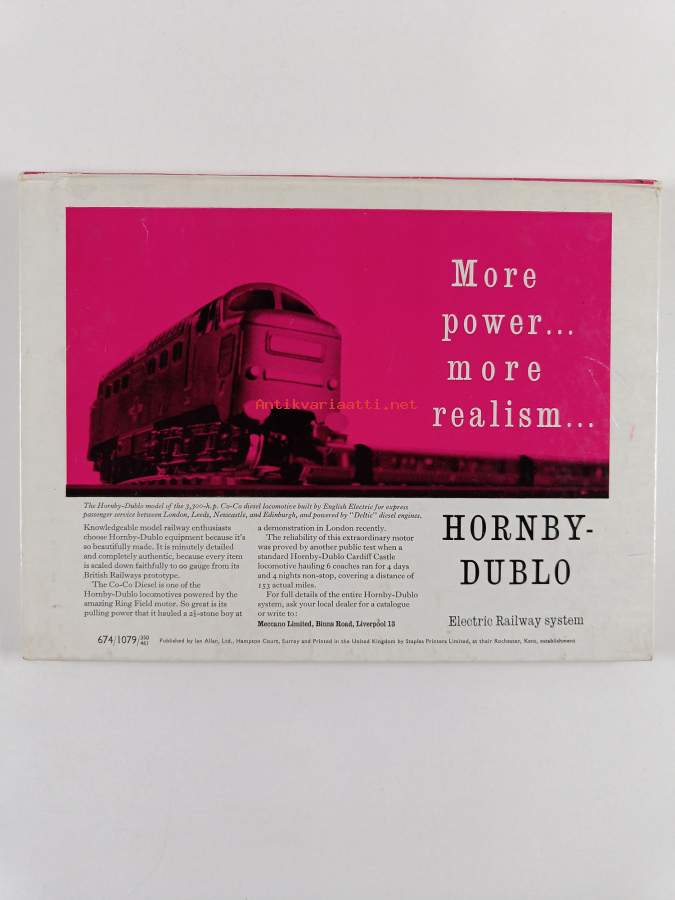 More
power...
more
realism...
Antikvariaatti.net
The Hornby-Dublo model of the 3,300-h.p. Co-Co diesel locomotive built by English Electric for express
passenger service between London, Leeds, Newcastle, and Edinburgh, and powered by "Deltic" diesel engines.
Knowledgeable model railway enthusiasts
choose Hornby-Dublo equipment because it's
so beautifully made. It is minutely detailed
and completely authentic, because every item
is scaled down faithfully to 00 gauge from its
British Railways prototype.
The Co-Co Diesel is one of the
Hornby-Dublo locomotives powered by the
amazing Ring Field motor. So great is its
pulling power that it hauled a 2½-stone boy at
a demonstration in London recently.
The reliability of this extraordinary motor
was proved by another public test when a
standard Hornby-Dublo Cardiff Castle
locomotive hauling 6 coaches ran for 4 days
and 4 nights non-stop, covering a distance of
153 actual miles.
For full details of the entire Hornby-Dublo
system, ask your local dealer for a catalogue
or write to:
Meccano Limited, Binns Road, Liverpool 13
HORNBY-
DUBLO
Electric Railway system
674/1079/350/461 Published by Ian Allan, Ltd., Hampton Court, Surrey and Printed in the United Kingdom by Staples Printers Limited, at their Rochester, Kent, establishment